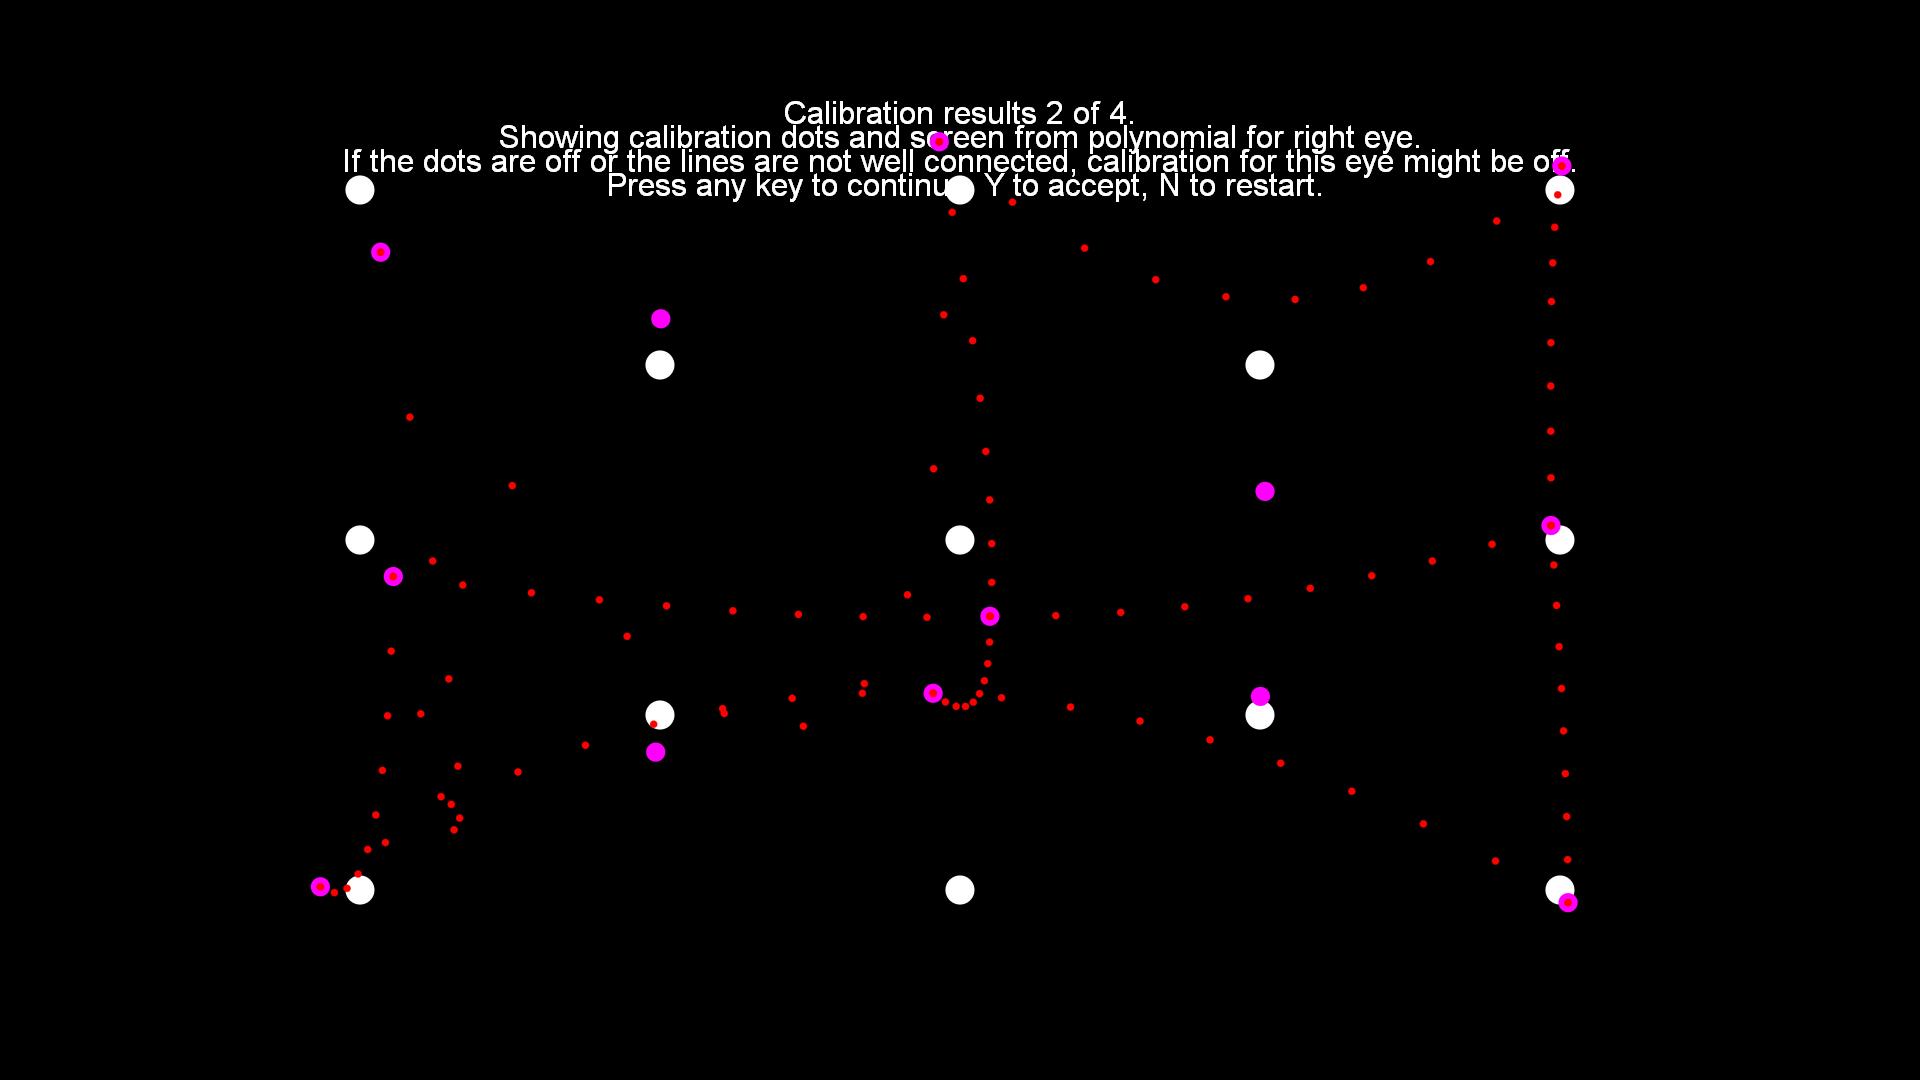 Calibration results 2 of 4.
Showing calibration dots and screen from polynomial for right eye.
If the dots are off or the lines are not well connected, calibration for this eye might be off.
Press any key to continue, Y to accept, N to restart.